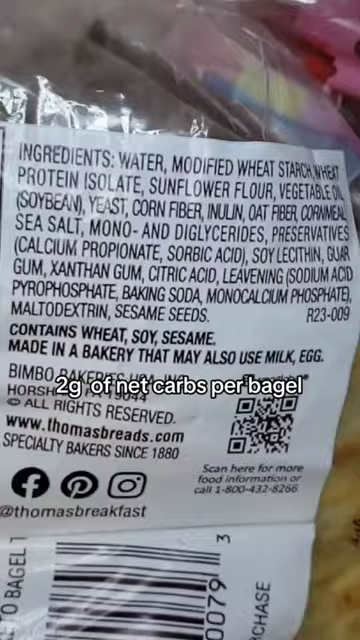 INGREDIENTS: WATER, MODIFIED WHEAT STARCH, WHEAT
PROTEIN ISOLATE, SUNFLOWER FLOUR, VEGETABLE OIL
(SOYBEAN), YEAST, CORN FIBER, INULIN, OAT FIBER, CORNMEAL,
SEA SALT, MONO- AND DIGLYCERIDES, PRESERVATIVES
(CALCIUM PROPIONATE, SORBIC ACID), SOY LECITHIN, GUAR
GUM, XANTHAN GUM, CITRIC ACID, LEAVENING (SODIUM ACID
PYROPHOSPHATE, BAKING SODA, MONOCALCIUM PHOSPHATE),
MALTODEXTRIN, SESAME SEEDS. R23-009
CONTAINS WHEAT, SOY, SESAME.
MADE IN A BAKERY THAT MAY ALSO USE MILK, EGG.
BIMBO BAKERIES USA, INC.
2g of net carbs per bagel
HORSHAM, PA 19044
© ALL RIGHTS RESERVED.
www.thomasbreads.com
SPECIALTY BAKERS SINCE 1880
Scan here for more
food information or
call 1-800-432-8266
@thomasbreakfast
TO BAGEL 1
0079
3
CHASE